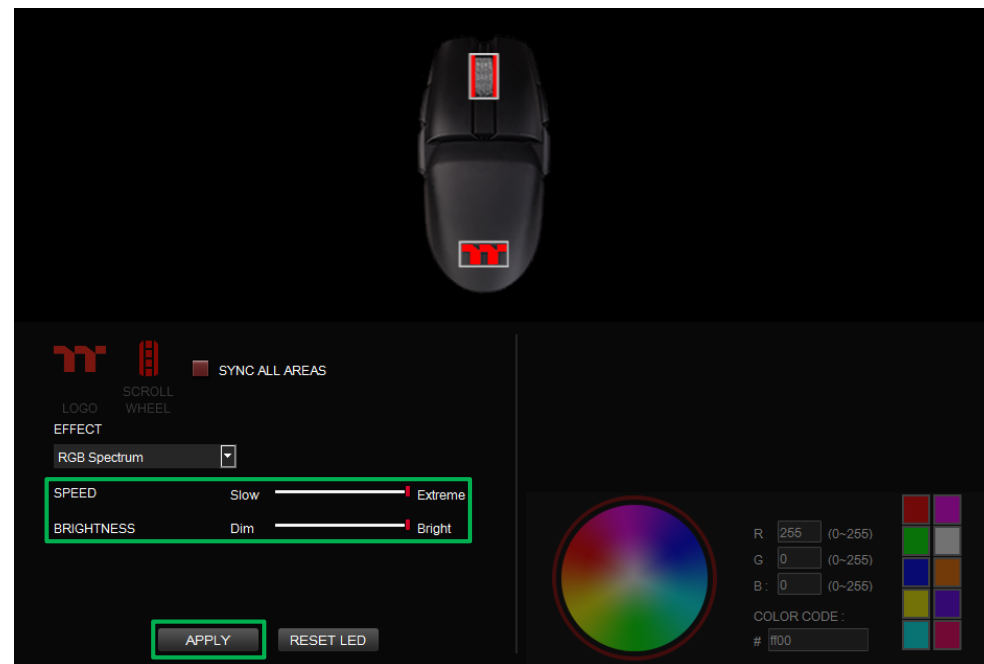 SYNC ALL AREAS
LOGO
SCROLL WHEEL
EFFECT
RGB Spectrum
SPEED Slow Extreme
BRIGHTNESS Dim Bright
APPLY RESET LED
R 255 (0~255)
G 0 (0~255)
B: 0 (0~255)
COLOR CODE :
# ff00